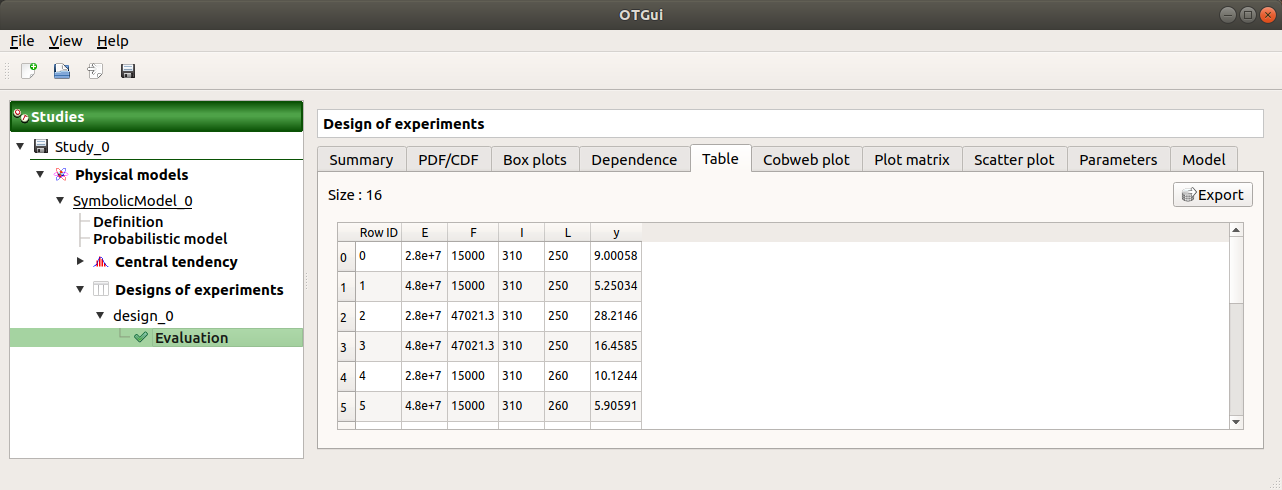 OTGui
File View Help
Studies
Study_0
Physical models
SymbolicModel_0
Definition
Probabilistic model
Central tendency
Designs of experiments
design_0
Evaluation
Design of experiments
Summary PDF/CDF Box plots Dependence Table Cobweb plot Plot matrix Scatter plot Parameters Model
Size : 16 Export
Row ID E F I L y
0 0 2.8e+7 15000 310 250 9.00058
1 1 4.8e+7 15000 310 250 5.25034
2 2 2.8e+7 47021.3 310 250 28.2146
3 3 4.8e+7 47021.3 310 250 16.4585
4 4 2.8e+7 15000 310 260 10.1244
5 5 4.8e+7 15000 310 260 5.90591